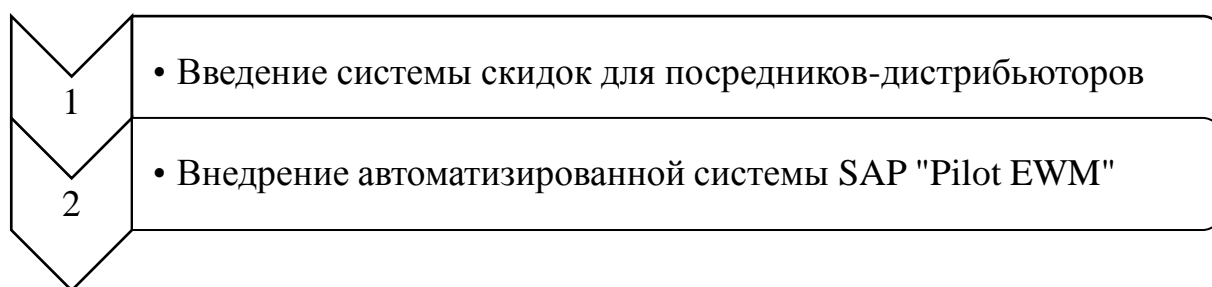 1
• Введение системы скидок для посредников-дистрибьюторов
2
• Внедрение автоматизированной системы SAP "Pilot EWM"